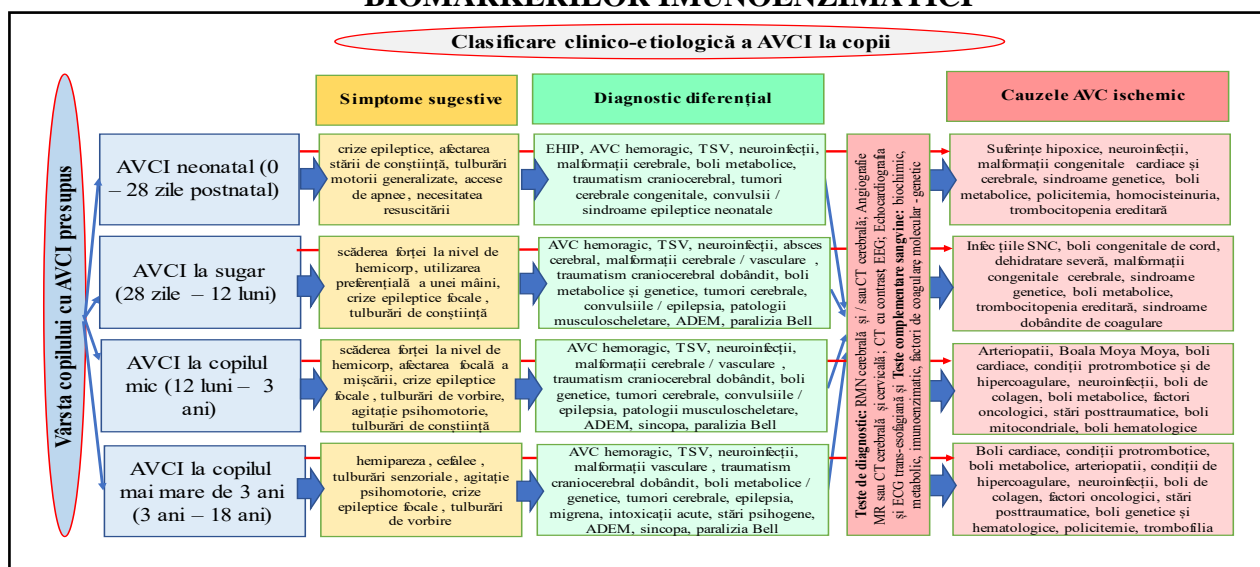 BIOMARKERILOR IMUNOENZIMATICI
Clasificare clinico-etiologică a AVCI la copii
Simptome sugestive
Diagnostic diferențial
Cauzele AVC ischemic
Vârsta copilului cu AVCI presupus
AVCI neonatal (0
– 28 zile postnatal)
crize epileptice, afectarea
stării de conștiință, tulburări
motorii generalizate, accese
de apnee, necesitatea
resuscitării
EHIP, AVC hemoragic, TSV, neuroinfecții,
malformații cerebrale, boli metabolice,
traumatism craniocerebral, tumori
cerebrale congenitale, convulsii /
sindroame epileptice neonatale
Suferințe hipoxice, neuroinfecții,
malformații congenitale cardiace și
cerebrale, sindroame genetice, boli
metabolice, policitemia, homocisteinuria,
trombocitopenia ereditară
AVCI la sugar
(28 zile – 12 luni)
scăderea forței la nivel de
hemicorp, utilizarea
preferențială a unei mâini,
crize epileptice focale,
tulburări de conștiință
AVC hemoragic, TSV, neuroinfecții, absces
cerebral, malformații cerebrale / vasculare ,
traumatism craniocerebral dobândit, boli
metabolice și genetice, tumori cerebrale,
convulsiile / epilepsia, patologii
musculoscheletare, ADEM, paralizia Bell
Infec țiile SNC, boli congenitale de cord,
dehidratare severă, malformații
congenitale cerebrale, sindroame
genetice, boli metabolice,
trombocitopenia ereditară, sindroame
dobândite de coagulare
AVCI la copilul
mic (12 luni – 3
ani)
scăderea forței la nivel de
hemicorp, afectarea focală a
mișcării, crize epileptice
focale , tulburări de vorbire,
agitație psihomotorie,
tulburări de conștiință
AVC hemoragic, TSV, neuroinfecții,
malformații cerebrale / vasculare ,
traumatism craniocerebral dobândit, boli
genetice, tumori cerebrale, convulsiile /
epilepsia, patologii musculoscheletare,
ADEM, sincopa, paralizia Bell
Arteriopatii, Boala Moya Moya, boli
cardiace, condiții protrombotice și de
hipercoagulare, neuroinfecții, boli de
colagen, boli metabolice, factori
oncologici, stări posttraumatice, boli
mitocondriale, boli hematologice
AVCI la copilul
mai mare de 3 ani
(3 ani – 18 ani)
hemipareza , cefalee ,
tulburări senzoriale, agitație
psihomotorie, crize
epileptice focale, tulburări
de vorbire
AVC hemoragic, TSV, neuroinfecții,
malformații vasculare , traumatism
craniocerebral dobândit, boli metabolice /
genetice, tumori cerebrale, epilepsia,
migrena, intoxicații acute, stări psihogene,
ADEM, sincopa, paralizia Bell
Boli cardiace, condiții protrombotice,
boli metabolice, arteriopatii, condiții de
hipercoagulare, neuroinfecții, boli de
colagen, factori oncologici, stări
posttraumatice, boli genetice și
hematologice, policitemie, trombofilia
Teste de diagnostic: RMN cerebrală și / sau CT cerebrală; Angiografie
MR sau CT cerebrală și cervicală; CT cu contrast EEG; Echocardiografia
și ECG trans-esofagiană și Teste complementare sangvine: biochimic,
metabolic, imunoenzimatic, factori de coagulare molecular - genetic